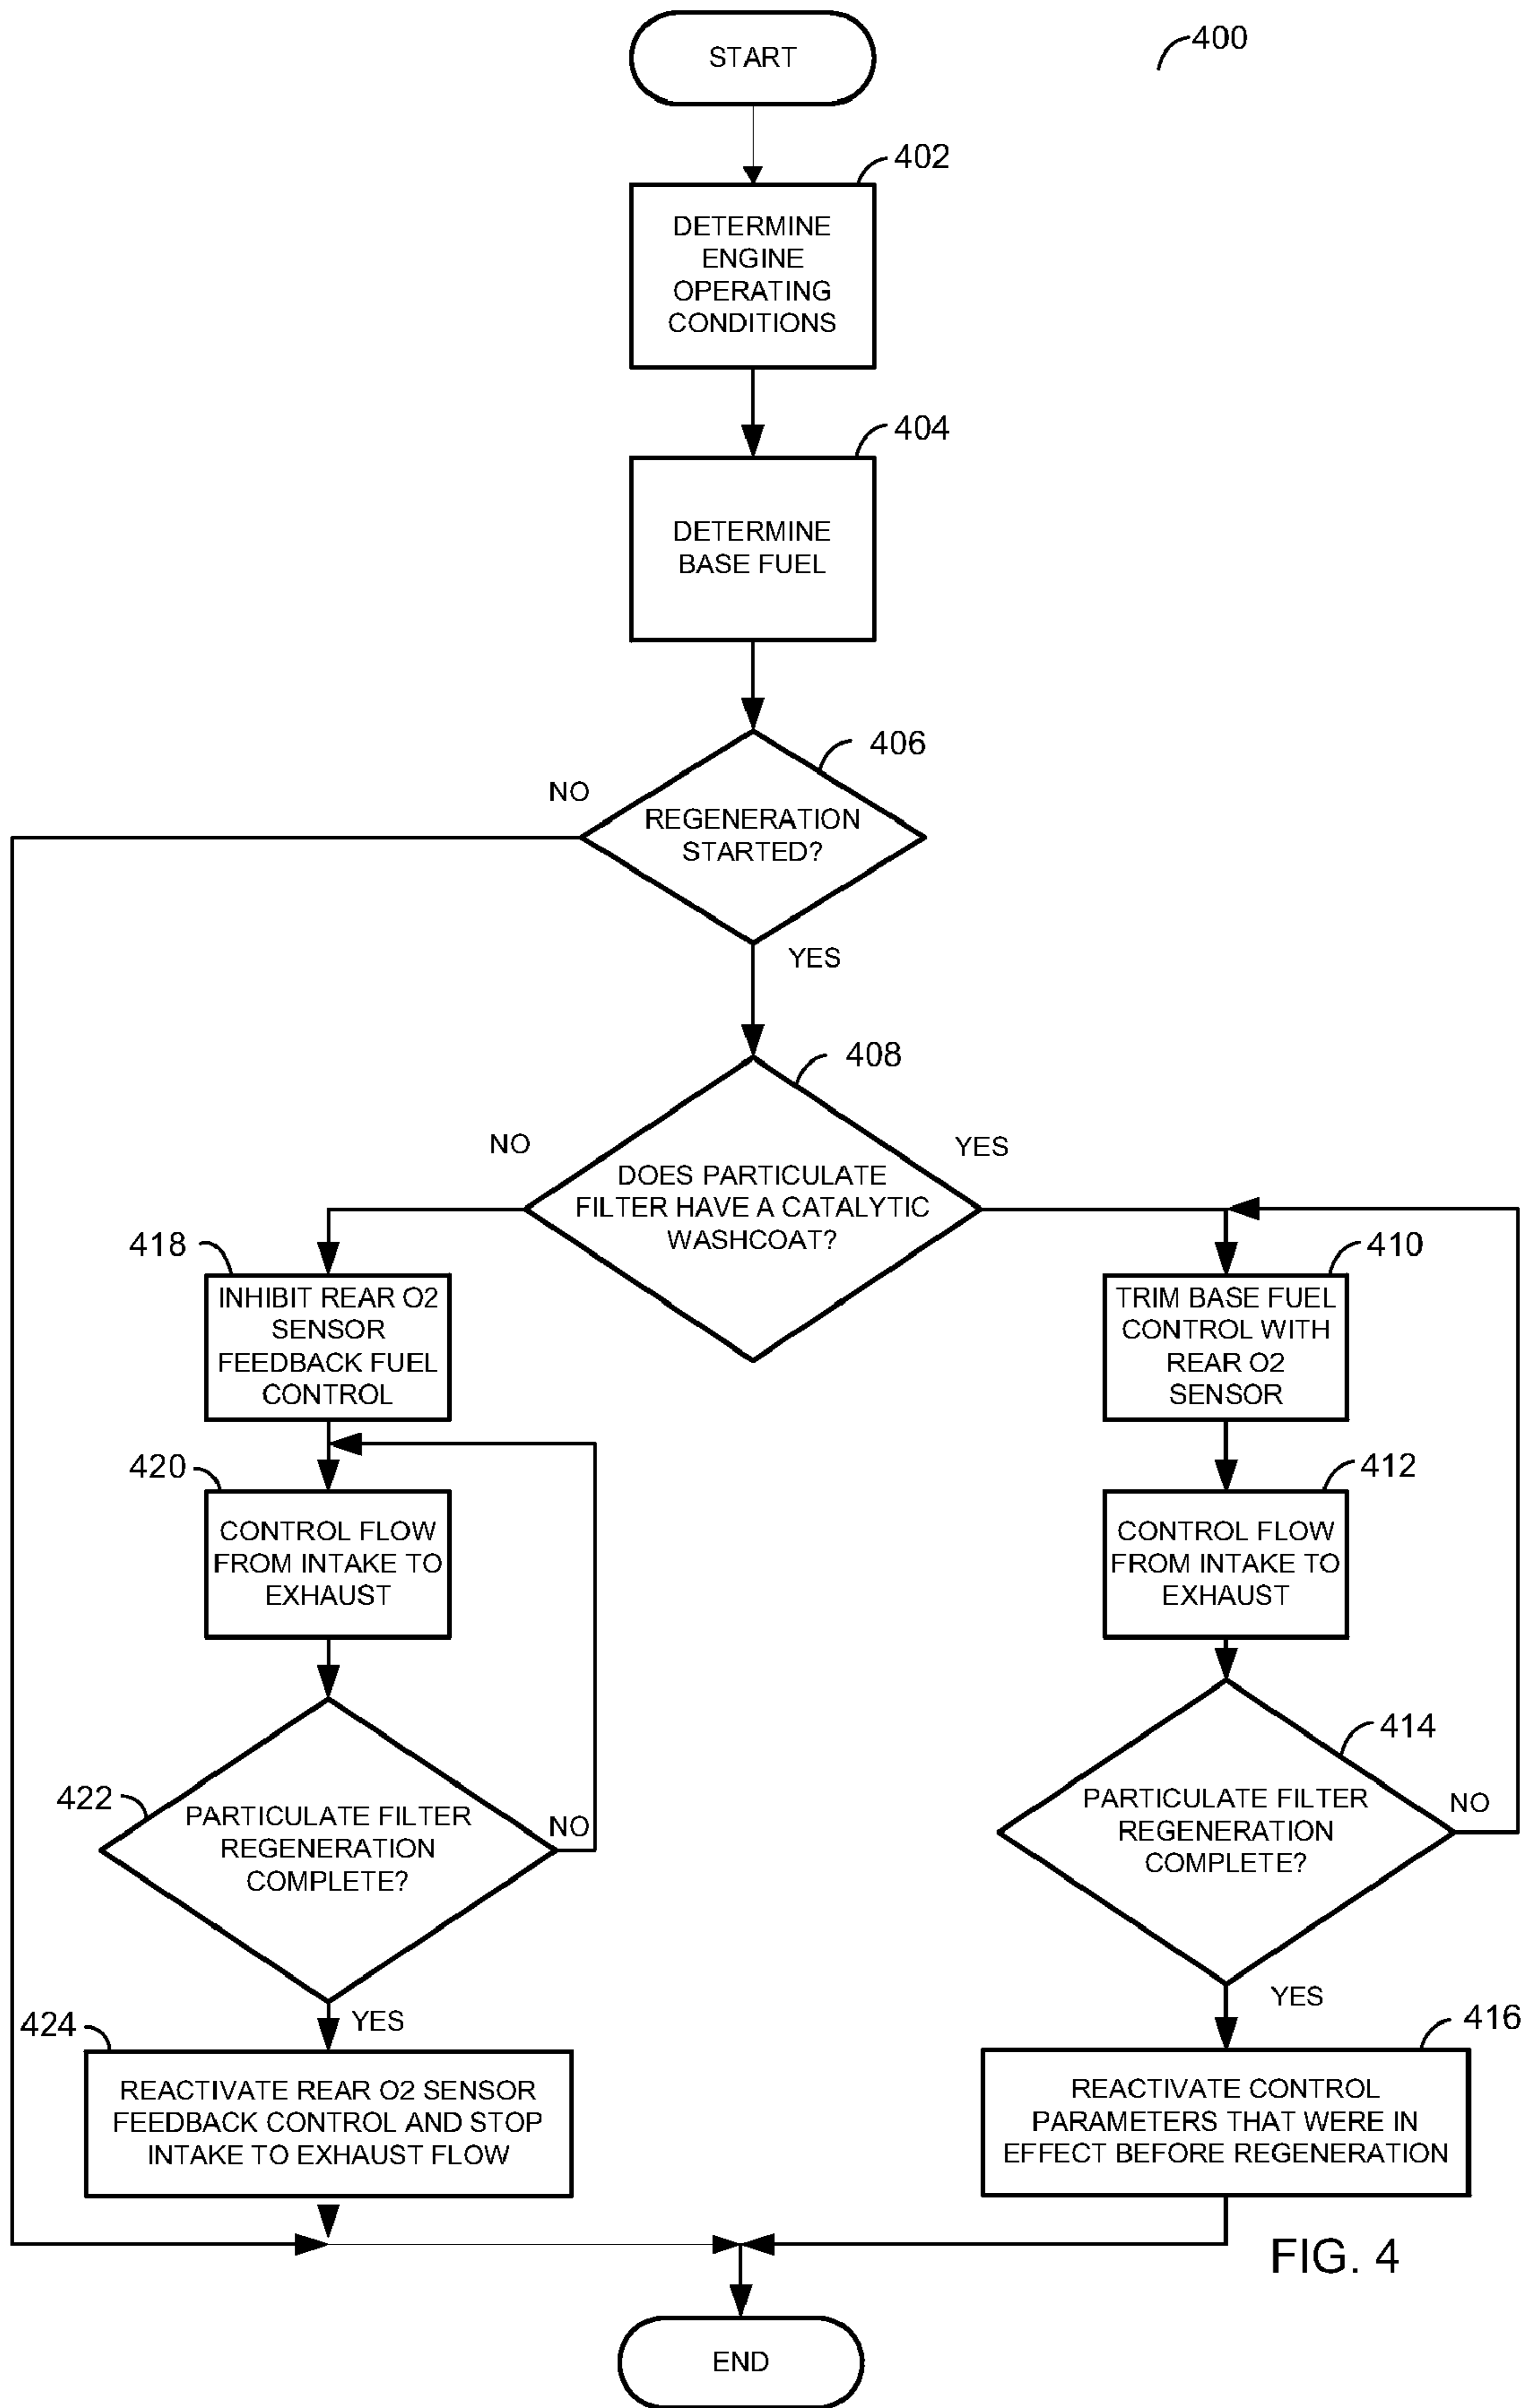 START
400
402
DETERMINE
ENGINE
OPERATING
CONDITIONS
404
DETERMINE
BASE FUEL
406
NO
REGENERATION
STARTED?
YES
408
NO
YES
DOES PARTICULATE
FILTER HAVE A CATALYTIC
WASHCOAT?
418
INHIBIT REAR O2
SENSOR
FEEDBACK FUEL
CONTROL
410
TRIM BASE FUEL
CONTROL WITH
REAR O2
SENSOR
420
CONTROL FLOW
FROM INTAKE TO
EXHAUST
412
CONTROL FLOW
FROM INTAKE TO
EXHAUST
422
PARTICULATE FILTER
REGENERATION
COMPLETE?
NO
YES
414
PARTICULATE FILTER
REGENERATION
COMPLETE?
NO
YES
424
REACTIVATE REAR O2 SENSOR
FEEDBACK CONTROL AND STOP
INTAKE TO EXHAUST FLOW
416
REACTIVATE CONTROL
PARAMETERS THAT WERE IN
EFFECT BEFORE REGENERATION
FIG. 4
END